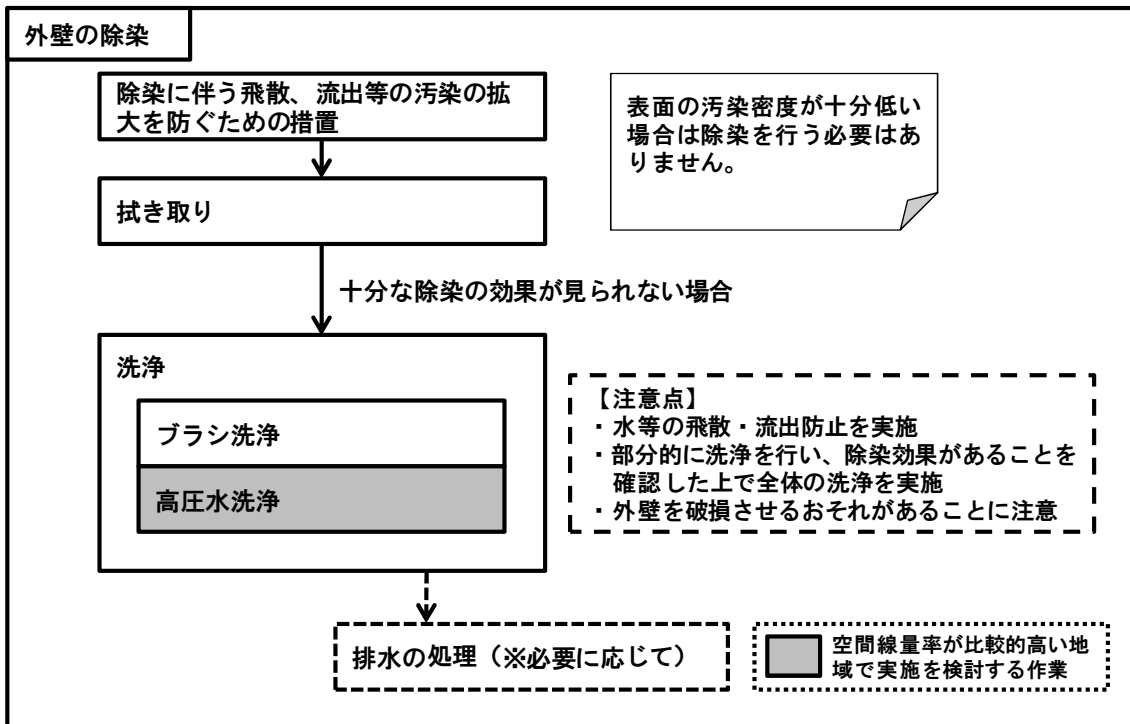 外壁の除染
除染に伴う飛散、流出等の汚染の拡
大を防ぐための措置
表面の汚染密度が十分低い
場合は除染を行う必要はあ
りません。
拭き取り
十分な除染の効果が見られない場合
洗浄
ブラシ洗浄
高圧水洗浄
【注意点】
・水等の飛散・流出防止を実施
・部分的に洗浄を行い、除染効果があることを
確認した上で全体の洗浄を実施
・外壁を破損させるおそれがあることに注意
排水の処理（※必要に応じて）
空間線量率が比較的高い地
域で実施を検討する作業